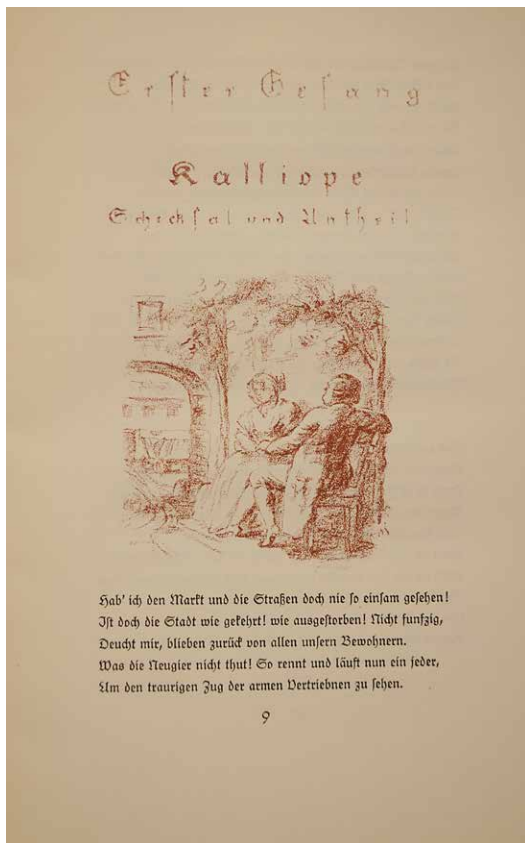 Erster Gesang
Kalliope
Schicksal und Antheil
Hab' ich den Markt und die Straßen doch nie so einsam gesehen!
Ist doch die Stadt wie gekehrt! wie ausgestorben! Nicht funfzig,
Deucht mir, blieben zurück von allen unsern Bewohnern.
Was die Neugier nicht thut! So rennt und läuft nun ein jeder,
Um den traurigen Zug der armen Vertriebnen zu sehen.
9